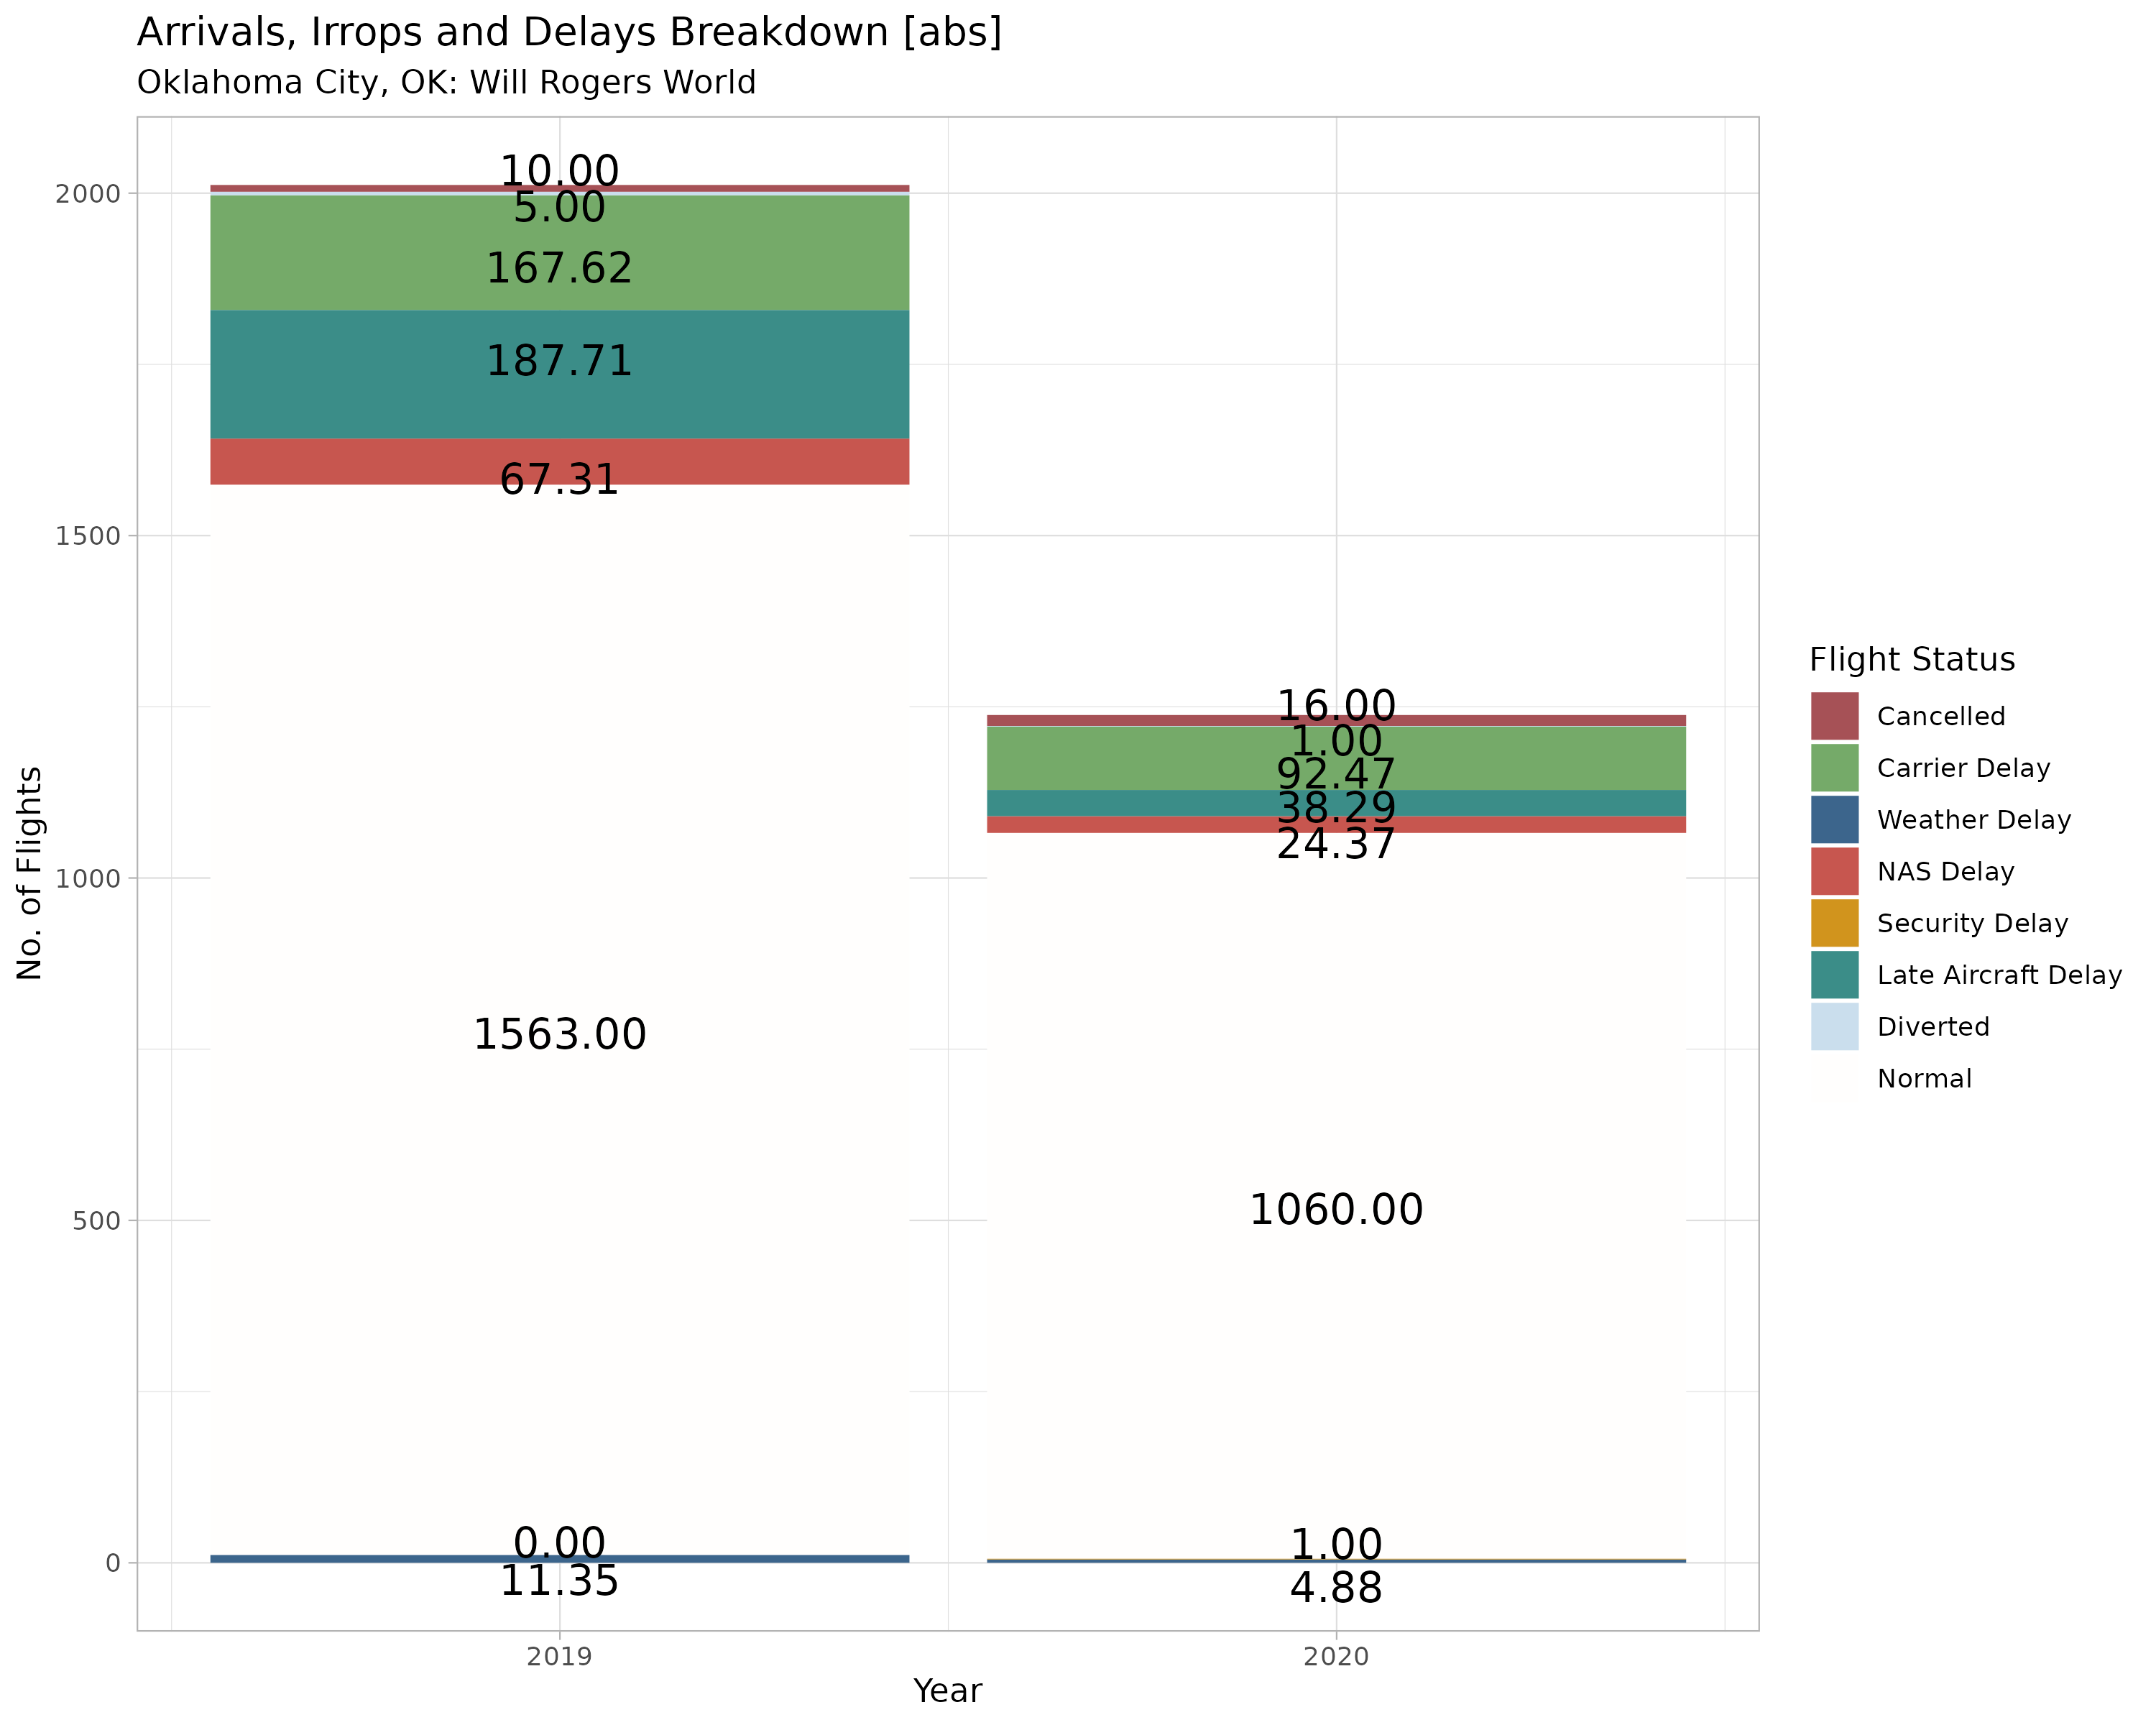 Arrivals, Irrops and Delays Breakdown [abs]
Oklahoma City, OK: Will Rogers World
No. of Flights
2000
1500
1000
500
0
10.00
5.00
167.62
187.71
67.31
1563.00
0.00
11.35
16.00
1.00
92.47
38.29
24.37
1060.00
1.00
4.88
2019
2020
Year
Flight Status
Cancelled
Carrier Delay
Weather Delay
NAS Delay
Security Delay
Late Aircraft Delay
Diverted
Normal